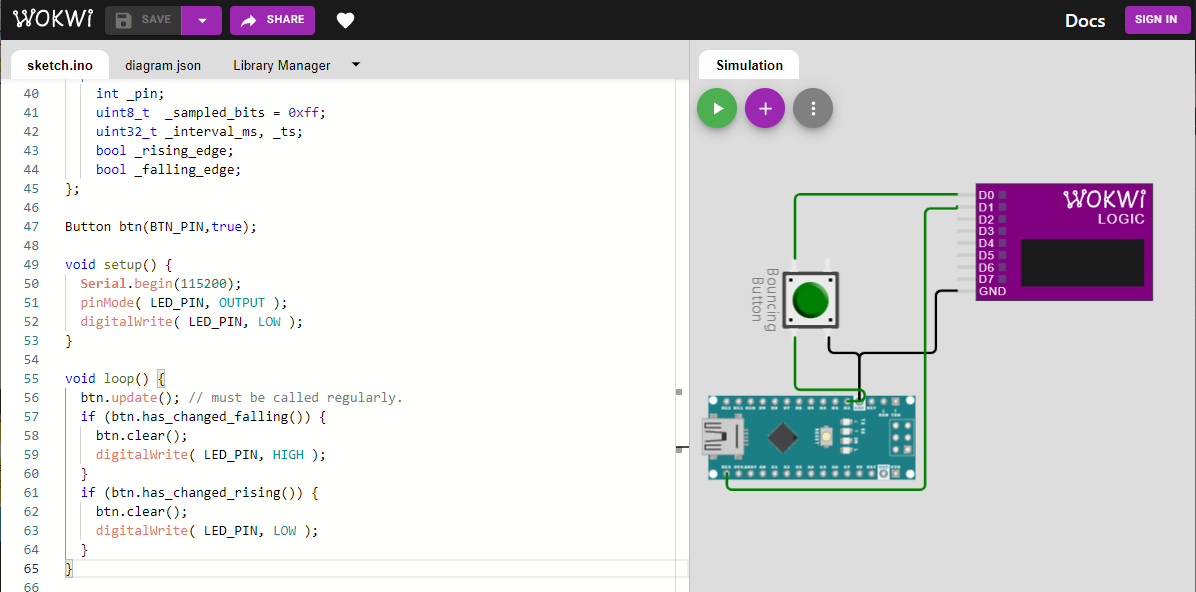 WOKWI SAVE SHARE Docs SIGN IN
sketch.ino diagram.json Library Manager Simulation
40 int _pin;
41 uint8_t _sampled_bits = 0xff;
42 uint32_t _interval_ms, _ts;
43 bool _rising_edge;
44 bool _falling_edge;
45 };
46
47 Button btn(BTN_PIN,true);
48
49 void setup() {
50 Serial.begin(115200);
51 pinMode( LED_PIN, OUTPUT );
52 digitalWrite( LED_PIN, LOW );
53 }
54
55 void loop() {
56 btn.update(); // must be called regularly.
57 if (btn.has_changed_falling()) {
58 btn.clear();
59 digitalWrite( LED_PIN, HIGH );
60 }
61 if (btn.has_changed_rising()) {
62 btn.clear();
63 digitalWrite( LED_PIN, LOW );
64 }
65 }
66
Bouncing
Button
WOKWI
LOGIC
D0
D1
D2
D3
D4
D5
D6
D7
GND